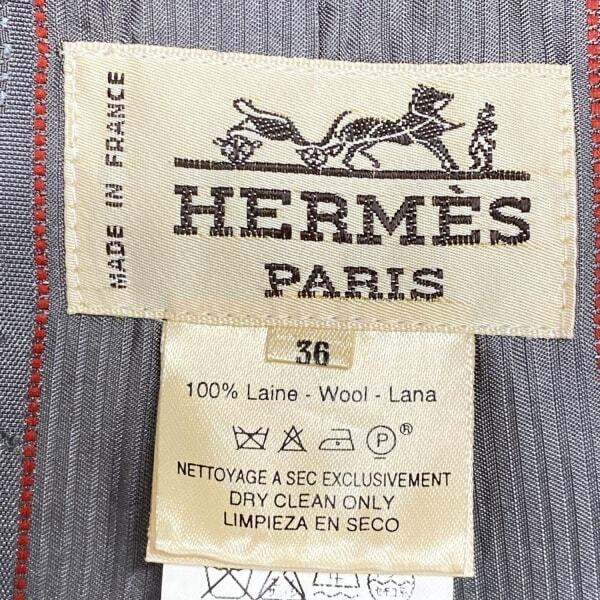 MADE IN FRANCE
HERMÈS
PARIS
36
100% Laine - Wool - Lana
P®
NETTOYAGE A SEC EXCLUSIVEMENT
DRY CLEAN ONLY
LIMPIEZA EN SECO